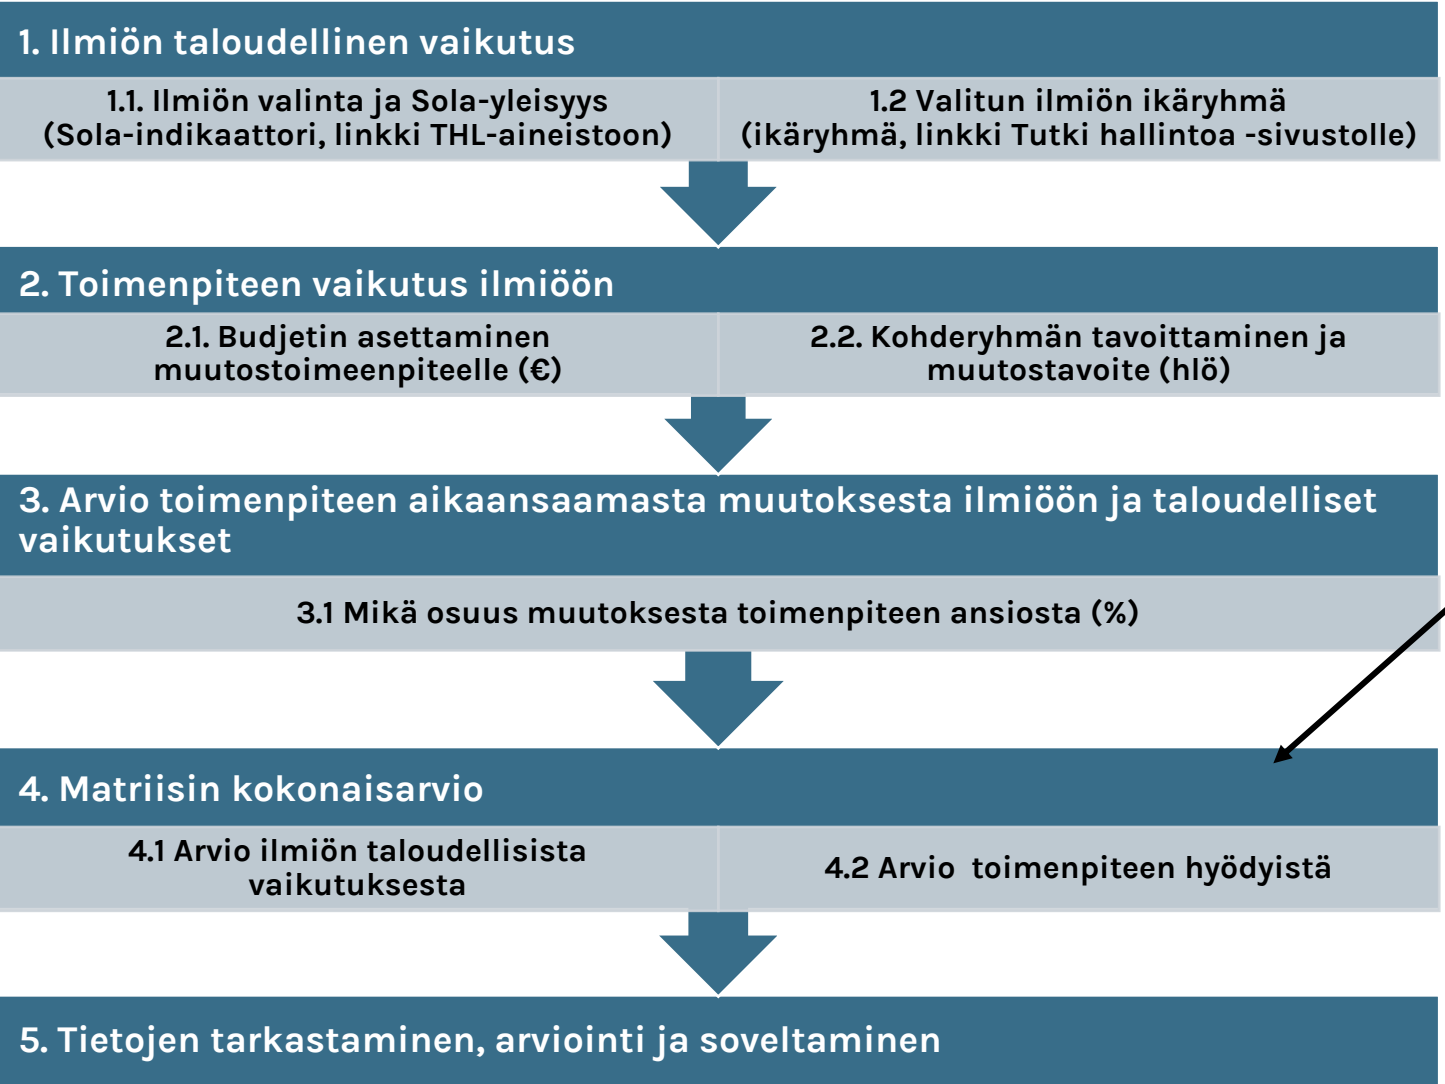 1. Ilmiön taloudellinen vaikutus
1.1. Ilmiön valinta ja Sola-yleisyys
(Sola-indikaattori, linkki THL-aineistoon)
1.2 Valitun ilmiön ikäryhmä
(ikäryhmä, linkki Tutki hallintoa -sivustolle)
2. Toimenpiteen vaikutus ilmiöön
2.1. Budjetin asettaminen
muutostoimeenpiteelle (€)
2.2. Kohderyhmän tavoittaminen ja
muutostavoite (hlö)
3. Arvio toimenpiteen aikaansaamasta muutoksesta ilmiöön ja taloudelliset
vaikutukset
3.1 Mikä osuus muutoksesta toimenpiteen ansiosta (%)
4. Matriisin kokonaisarvio
4.1 Arvio ilmiön taloudellisista
vaikutuksesta
4.2 Arvio toimenpiteen hyödyistä
5. Tietojen tarkastaminen, arviointi ja soveltaminen